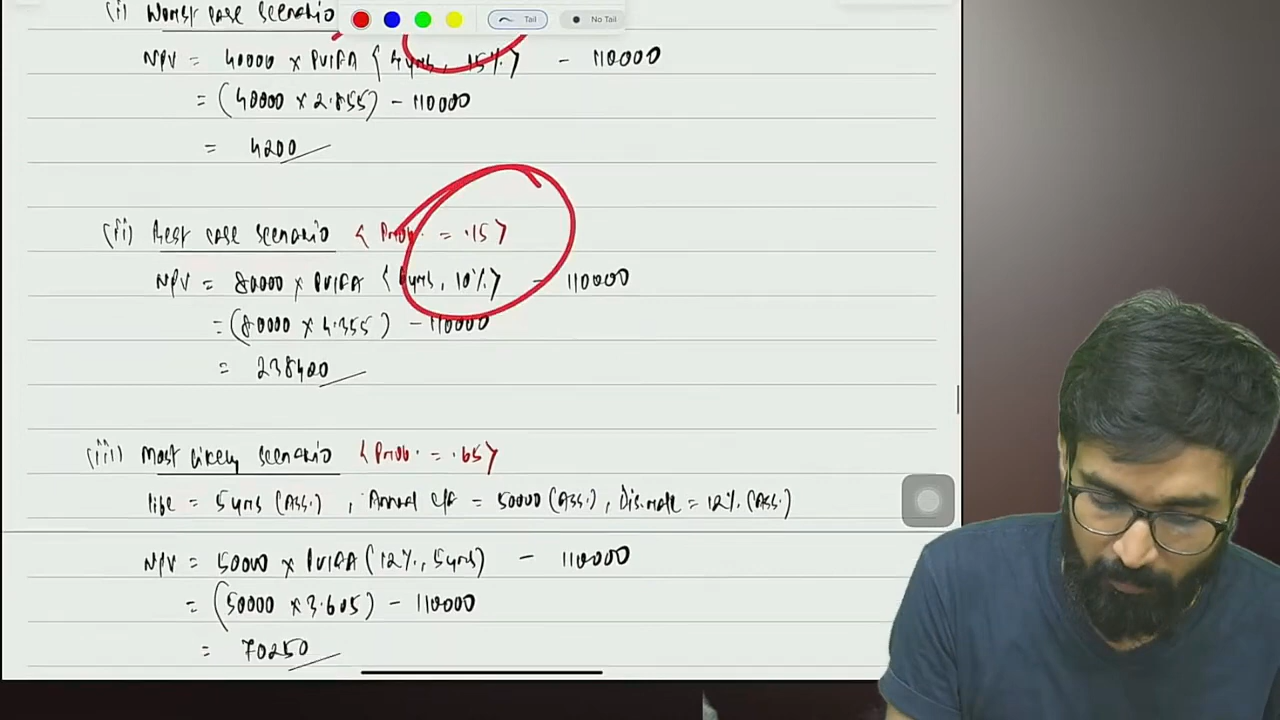 (i) Worst case scenario
Tail
No Tail
NPV = 40000 x PVIFA { 4yrs, 15% } - 110000
= (40000 x 2.855) - 110000
= 4200
(ii) Best case scenario { Prob. = .15 }
NPV = 80000 x PVIFA { 6yrs, 10% } - 110000
= (80000 x 4.355) - 110000
= 238400
(iii) Most likely scenario { Prob. = .65 }
life = 5yrs (Ass.) , Annual c/f = 50000 (Ass.) , Dis.rate = 12% (Ass.)
NPV = 50000 x PVIFA (12%, 5yrs) - 110000
= (50000 x 3.605) - 110000
= 70250